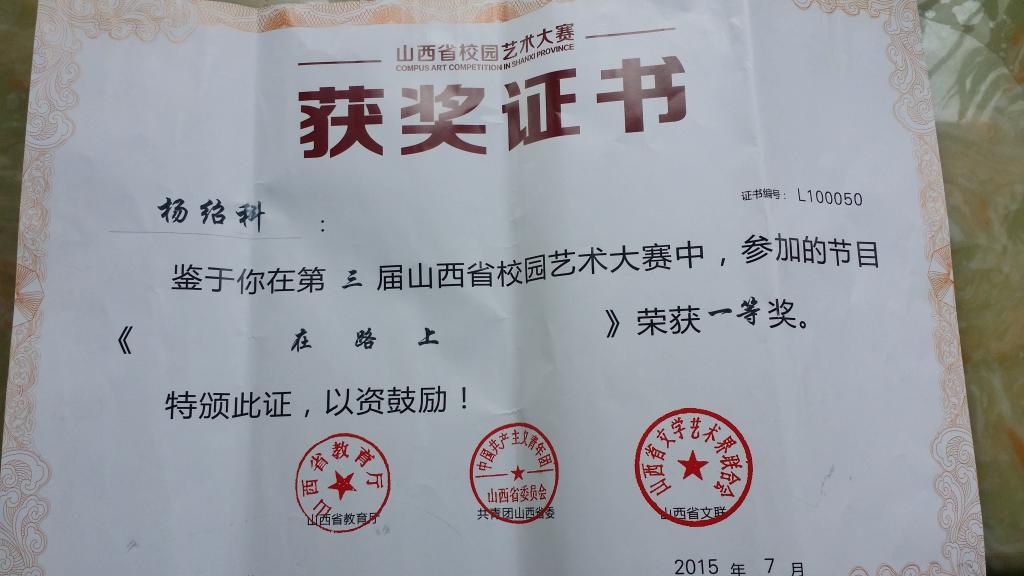 山西省校园艺术大赛
COMPUS ART COMPETITION IN SHANXI PROVINCE
获奖证书
证书编号：L100050
杨绍科：
鉴于你在第三届山西省校园艺术大赛中，参加的节目
《在路上》荣获一等奖。
特颁此证，以资鼓励！
山西省教育厅
中国共产主义青年团
山西省委员会
山西省文学艺术界联合会
山西省教育厅
共青团山西省委
山西省文联
2015年7月